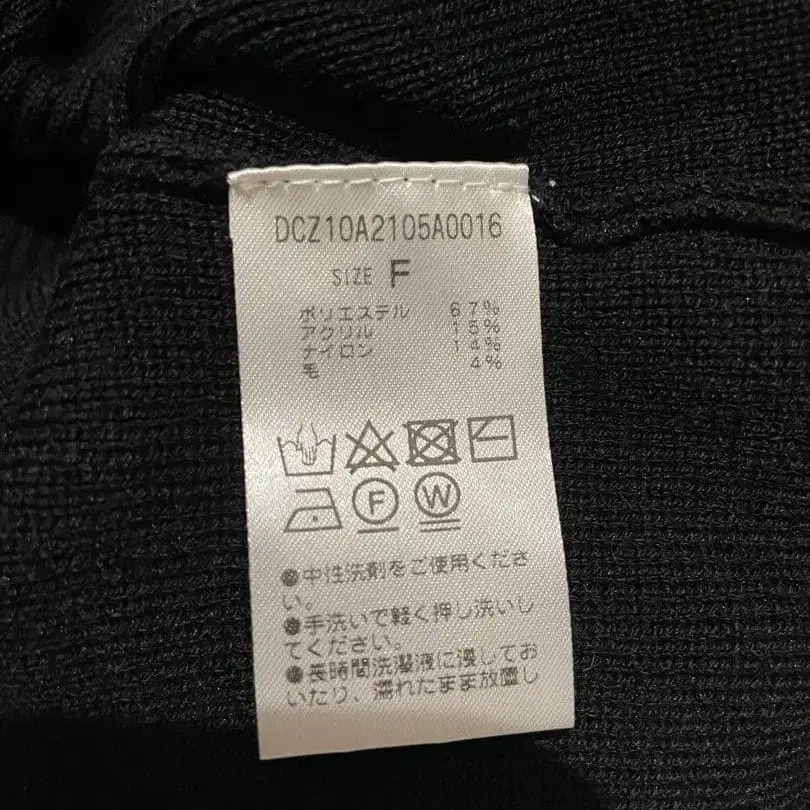 DCZ10A2105A0016
SIZE F
ポリエステル 67%
アクリル 15%
ナイロン 14%
毛 4%
F W
●中性洗剤をご使用くださ
い。
●手洗いで軽く押し洗いし
てください。
●長時間洗濯液に浸してお
いたり、濡れたまま放置し